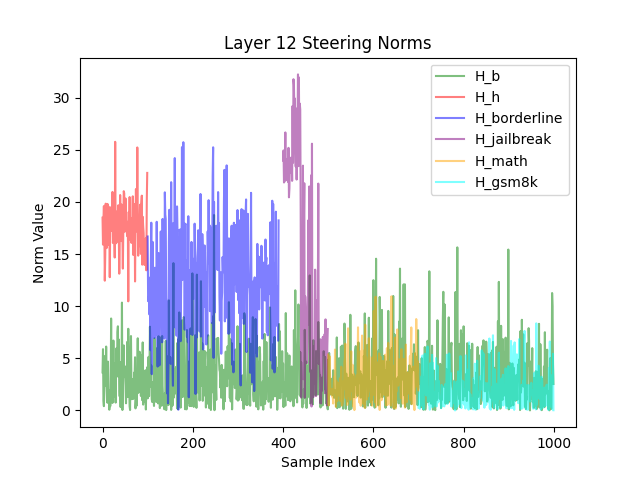 Layer 12 Steering Norms
Norm Value
30
25
20
15
10
5
0
0
200
400
600
800
1000
Sample Index
H_b
H_h
H_borderline
H_jailbreak
H_math
H_gsm8k